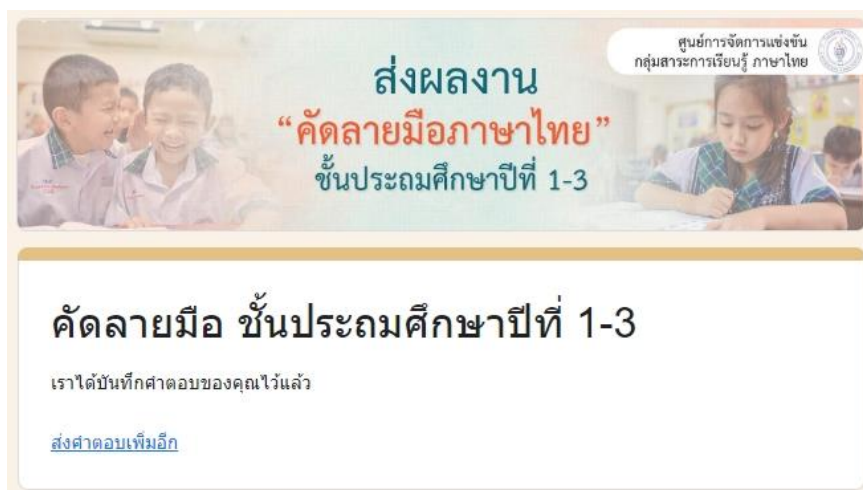 ศูนย์การจัดการแข่งขัน
กลุ่มสาระการเรียนรู้ ภาษาไทย
ส่งผลงาน
“คัดลายมือภาษาไทย”
ชั้นประถมศึกษาปีที่ 1-3
คัดลายมือ ชั้นประถมศึกษาปีที่ 1-3
เราได้บันทึกคำตอบของคุณไว้แล้ว
ส่งคำตอบเพิ่มอีก